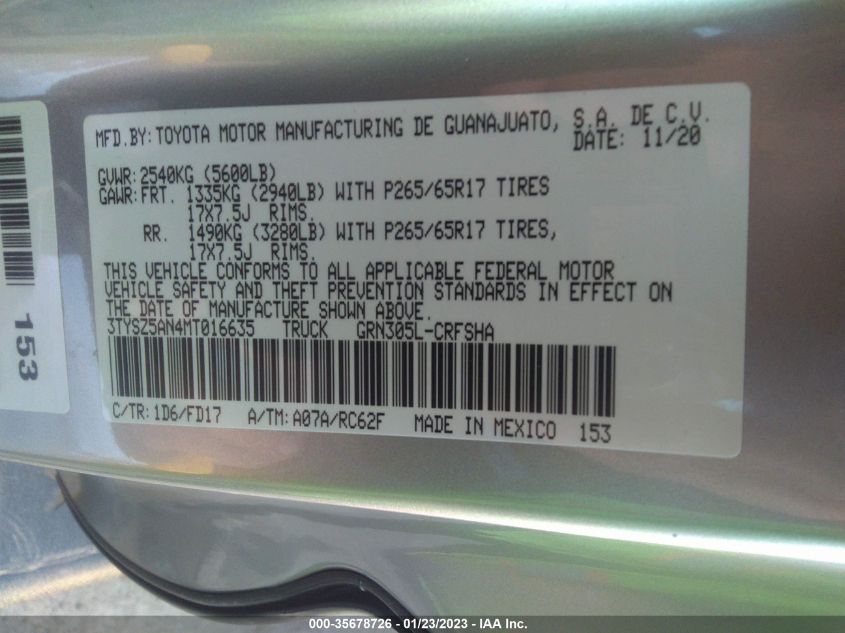 MFD.BY: TOYOTA MOTOR MANUFACTURING DE GUANAJUATO, S.A. DE C.V.
DATE: 11/20
GVWR: 2540KG (5600LB)
GAWR: FRT. 1335KG (2940LB) WITH P265/65R17 TIRES
17X7.5J RIMS.
RR. 1490KG (3280LB) WITH P265/65R17 TIRES,
17X7.5J RIMS.
THIS VEHICLE CONFORMS TO ALL APPLICABLE FEDERAL MOTOR
VEHICLE SAFETY AND THEFT PREVENTION STANDARDS IN EFFECT ON
THE DATE OF MANUFACTURE SHOWN ABOVE.
3TYSZ5AN4MT016635 TRUCK GRN305L-CRFSHA
C/TR: 1D6/FD17 A/TM: A07A/RC62F MADE IN MEXICO 153
153
000-35678726 - 01/23/2023 - © IAA Inc.